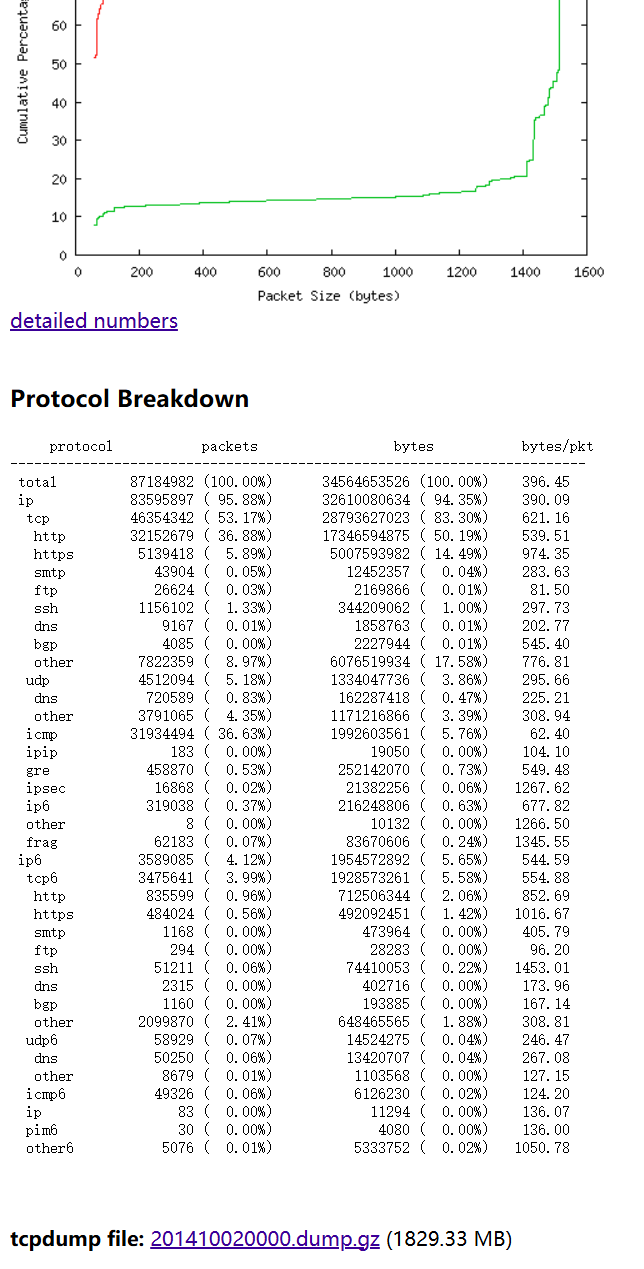 Cumulative Percentag
60
50
40
30
20
10
0
0 200 400 600 800 1000 1200 1400 1600
Packet Size (bytes)
detailed numbers
Protocol Breakdown
protocol packets bytes bytes/pkt
------------------------------------------------------------------------
total 87184982 (100.00%) 34564653526 (100.00%) 396.45
ip 83595897 ( 95.88%) 32610080634 ( 94.35%) 390.09
tcp 46354342 ( 53.17%) 28793627023 ( 83.30%) 621.16
http 32152679 ( 36.88%) 17346594875 ( 50.19%) 539.51
https 5139418 ( 5.89%) 5007593982 ( 14.49%) 974.35
smtp 43904 ( 0.05%) 12452357 ( 0.04%) 283.63
ftp 26624 ( 0.03%) 2169866 ( 0.01%) 81.50
ssh 1156102 ( 1.33%) 344209062 ( 1.00%) 297.73
dns 9167 ( 0.01%) 1858763 ( 0.01%) 202.77
bgp 4085 ( 0.00%) 2227944 ( 0.01%) 545.40
other 7822359 ( 8.97%) 6076519934 ( 17.58%) 776.81
udp 4512094 ( 5.18%) 1334047736 ( 3.86%) 295.66
dns 720589 ( 0.83%) 162287418 ( 0.47%) 225.21
other 3791065 ( 4.35%) 1171216866 ( 3.39%) 308.94
icmp 31934494 ( 36.63%) 1992603561 ( 5.76%) 62.40
ipip 183 ( 0.00%) 19050 ( 0.00%) 104.10
gre 458870 ( 0.53%) 252142070 ( 0.73%) 549.48
ipsec 16868 ( 0.02%) 21382256 ( 0.06%) 1267.62
ip6 319038 ( 0.37%) 216248806 ( 0.63%) 677.82
other 8 ( 0.00%) 10132 ( 0.00%) 1266.50
frag 62183 ( 0.07%) 83670606 ( 0.24%) 1345.55
ip6 3589085 ( 4.12%) 1954572892 ( 5.65%) 544.59
tcp6 3475641 ( 3.99%) 1928573261 ( 5.58%) 554.88
http 835599 ( 0.96%) 712506344 ( 2.06%) 852.69
https 484024 ( 0.56%) 492092451 ( 1.42%) 1016.67
smtp 1168 ( 0.00%) 473964 ( 0.00%) 405.79
ftp 294 ( 0.00%) 28283 ( 0.00%) 96.20
ssh 51211 ( 0.06%) 74410053 ( 0.22%) 1453.01
dns 2315 ( 0.00%) 402716 ( 0.00%) 173.96
bgp 1160 ( 0.00%) 193885 ( 0.00%) 167.14
other 2099870 ( 2.41%) 648465565 ( 1.88%) 308.81
udp6 58929 ( 0.07%) 14524275 ( 0.04%) 246.47
dns 50250 ( 0.06%) 13420707 ( 0.04%) 267.08
other 8679 ( 0.01%) 1103568 ( 0.00%) 127.15
icmp6 49326 ( 0.06%) 6126230 ( 0.02%) 124.20
ip 83 ( 0.00%) 11294 ( 0.00%) 136.07
pim6 30 ( 0.00%) 4080 ( 0.00%) 136.00
other6 5076 ( 0.01%) 5333752 ( 0.02%) 1050.78
tcpdump file: 201410020000.dump.gz (1829.33 MB)